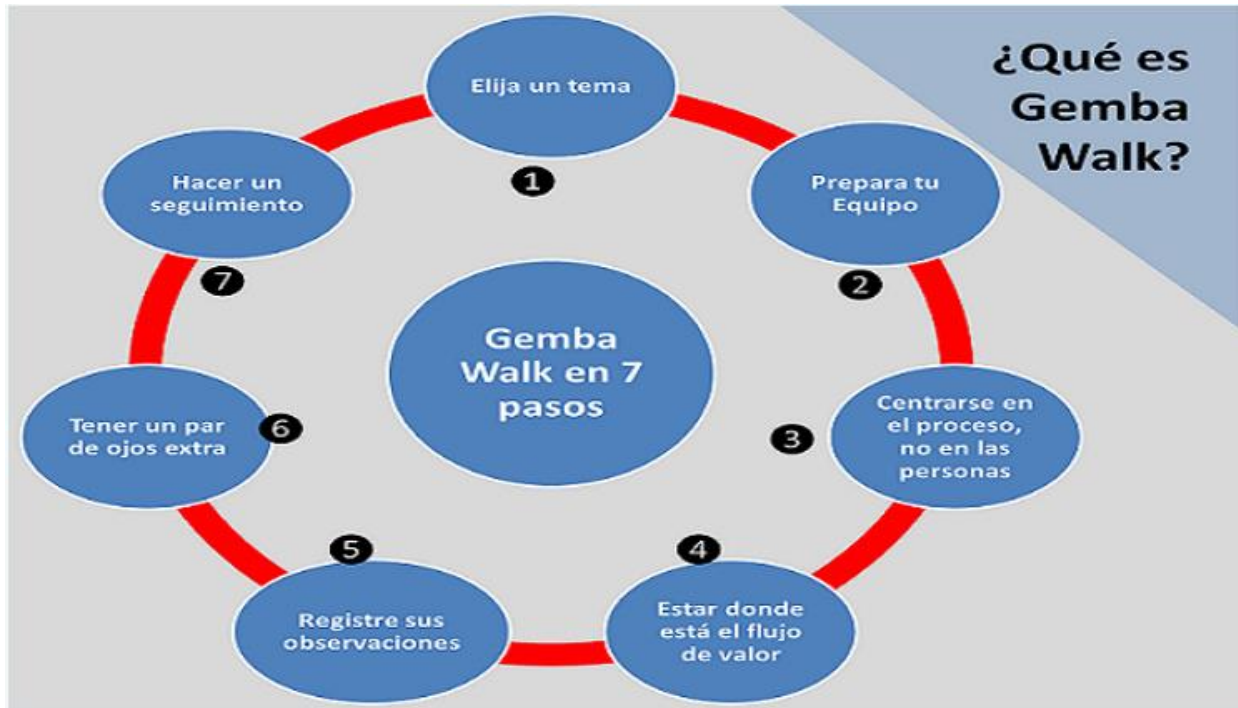 ¿Qué es
Gemba
Walk?
Elija un tema
1
Prepara tu
Equipo
2
Centrarse en
el proceso,
no en las
personas
3
Estar donde
está el flujo
de valor
4
Registre sus
observaciones
5
Tener un par
de ojos extra
6
Hacer un
seguimiento
7
Gemba
Walk en 7
pasos